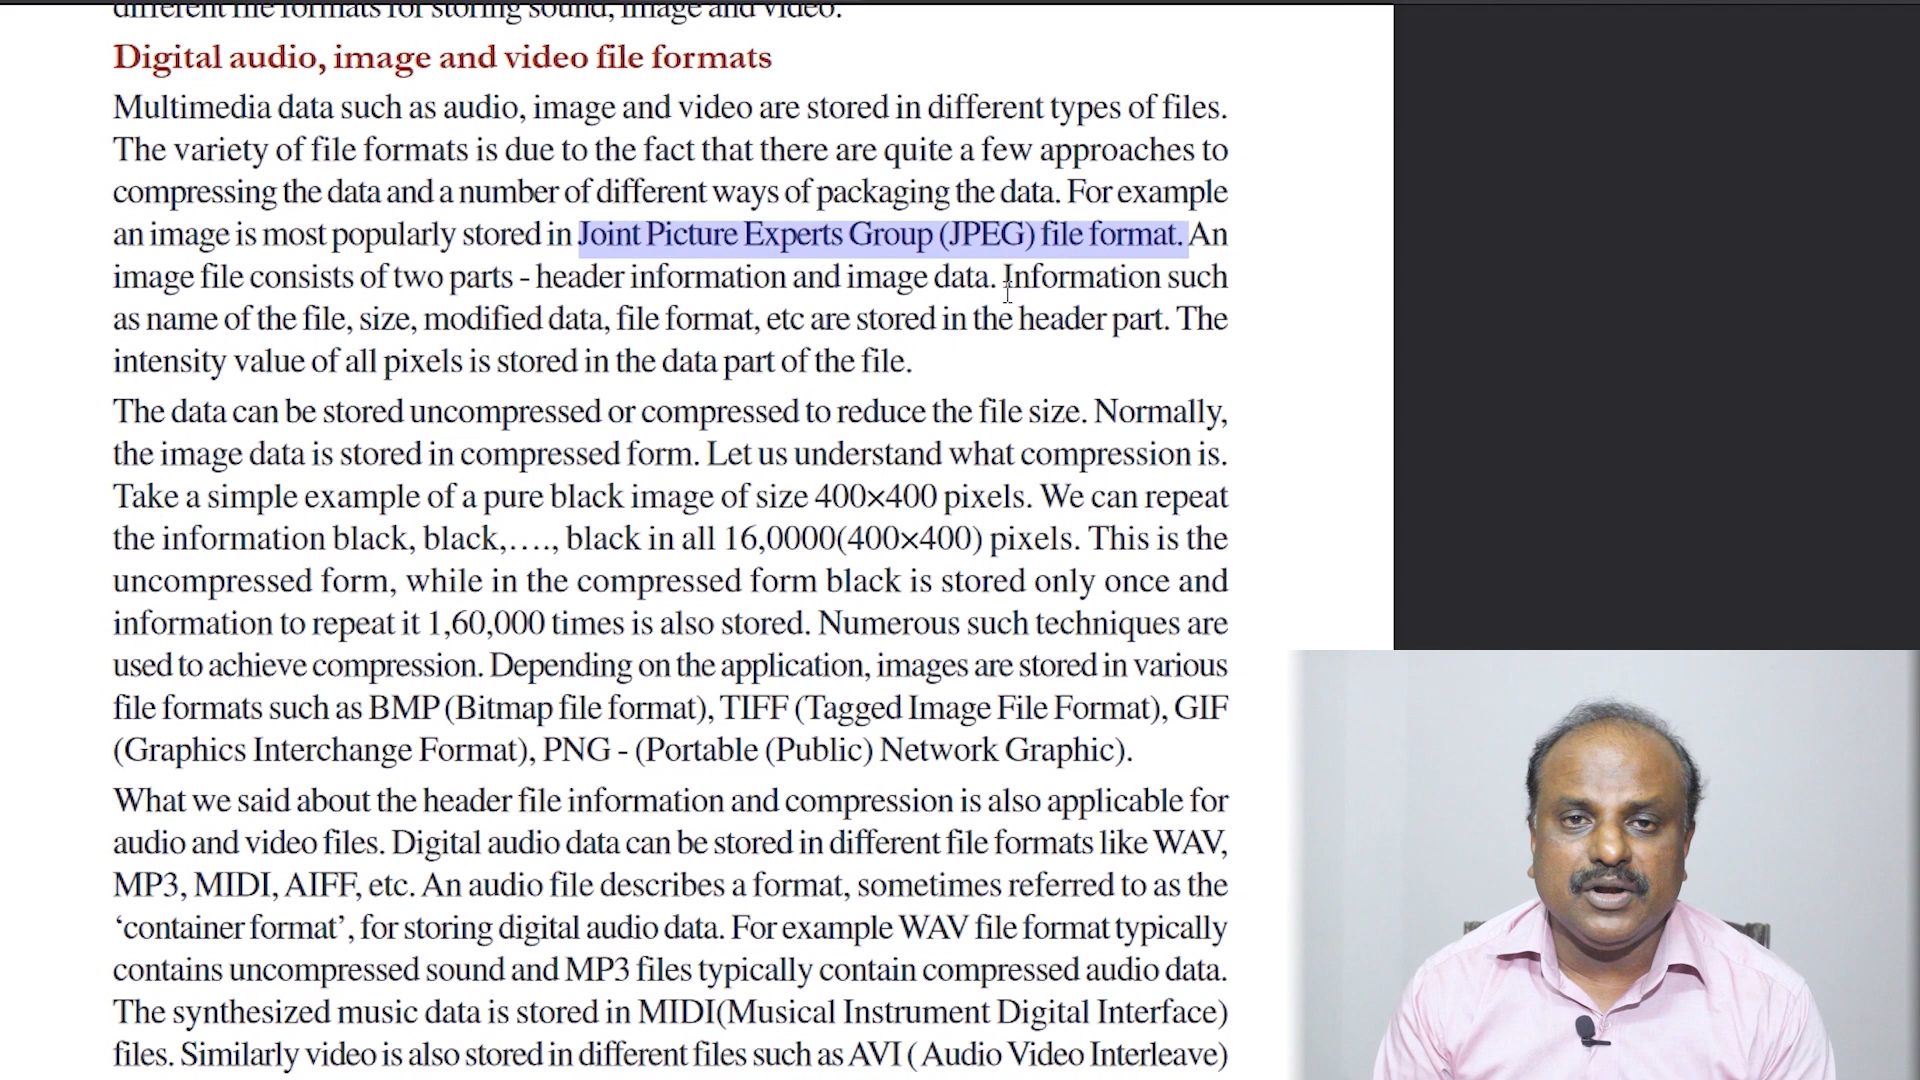 different file formats for storing sound, image and video.
Digital audio, image and video file formats
Multimedia data such as audio, image and video are stored in different types of files.
The variety of file formats is due to the fact that there are quite a few approaches to
compressing the data and a number of different ways of packaging the data. For example
an image is most popularly stored in Joint Picture Experts Group (JPEG) file format. An
image file consists of two parts - header information and image data. Information such
as name of the file, size, modified data, file format, etc are stored in the header part. The
intensity value of all pixels is stored in the data part of the file.
The data can be stored uncompressed or compressed to reduce the file size. Normally,
the image data is stored in compressed form. Let us understand what compression is.
Take a simple example of a pure black image of size 400×400 pixels. We can repeat
the information black, black,…., black in all 16,0000(400×400) pixels. This is the
uncompressed form, while in the compressed form black is stored only once and
information to repeat it 1,60,000 times is also stored. Numerous such techniques are
used to achieve compression. Depending on the application, images are stored in various
file formats such as BMP (Bitmap file format), TIFF (Tagged Image File Format), GIF
(Graphics Interchange Format), PNG - (Portable (Public) Network Graphic).
What we said about the header file information and compression is also applicable for
audio and video files. Digital audio data can be stored in different file formats like WAV,
MP3, MIDI, AIFF, etc. An audio file describes a format, sometimes referred to as the
‘container format’, for storing digital audio data. For example WAV file format typically
contains uncompressed sound and MP3 files typically contain compressed audio data.
The synthesized music data is stored in MIDI(Musical Instrument Digital Interface)
files. Similarly video is also stored in different files such as AVI ( Audio Video Interleave)